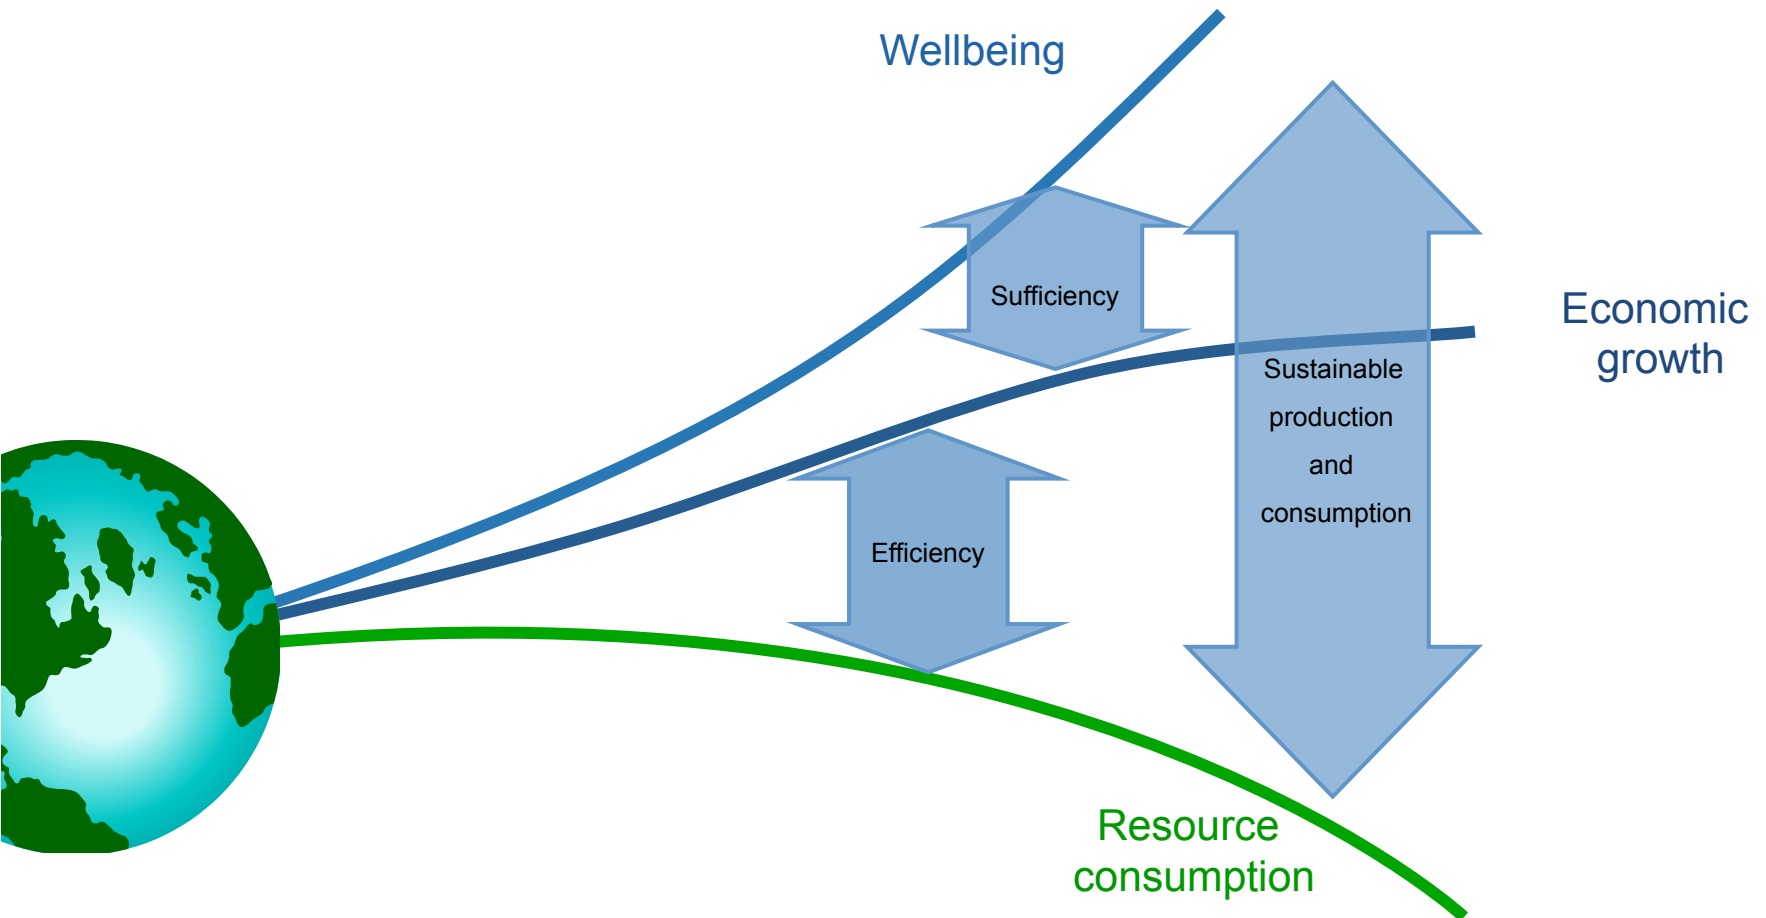 Wellbeing
Sufficiency
Economic
growth
Sustainable
production
and
consumption
Efficiency
Resource
consumption